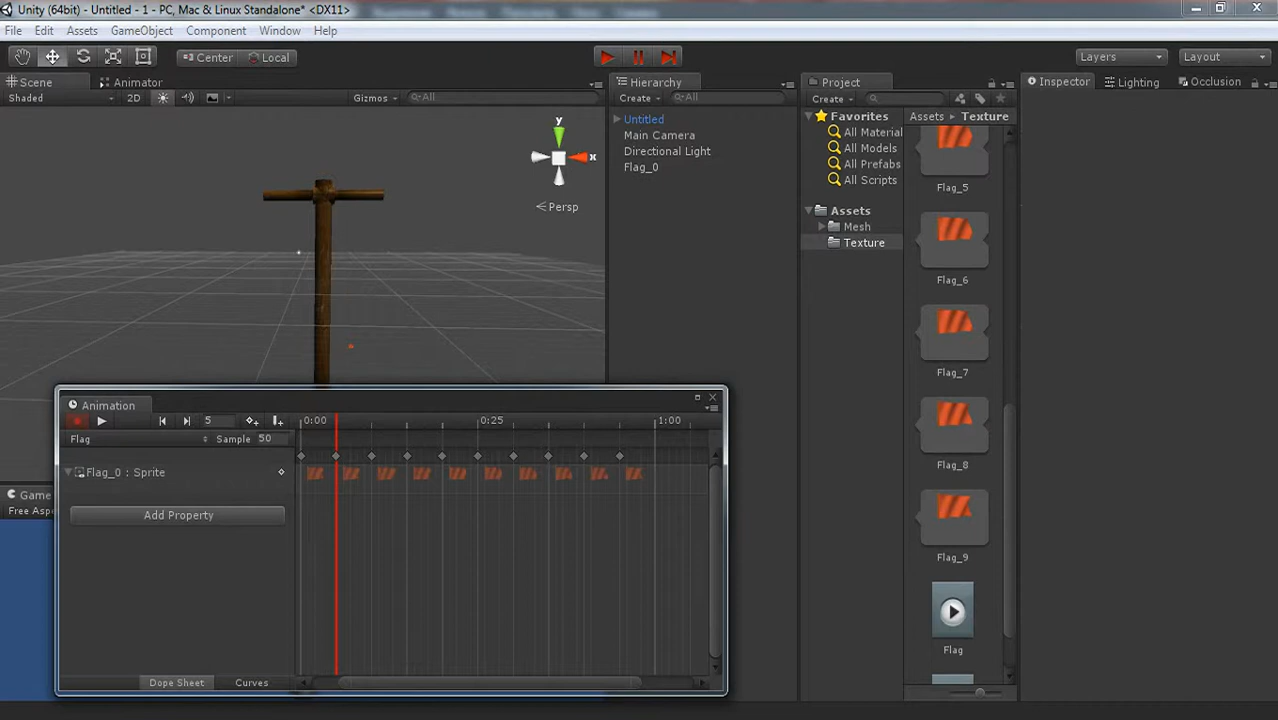 Unity (64bit) - Untitled - 1 - PC, Mac & Linux Standalone* <DX11>
File Edit Assets GameObject Component Window Help
Center Local Layers Layout
Scene Animator
Shaded 2D Gizmos All
y
x
Persp
Hierarchy
Create All
Untitled
Main Camera
Directional Light
Flag_0
Project
Create
Favorites
All Material
All Models
All Prefabs
All Scripts
Assets
Mesh
Texture
Assets Texture
Flag_5
Flag_6
Flag_7
Flag_8
Flag_9
Flag
Inspector Lighting Occlusion
Animation
5 0:00 0:25 1:00
Flag Sample 50
Flag_0 : Sprite
Add Property
Dope Sheet Curves
Game
Free Aspe